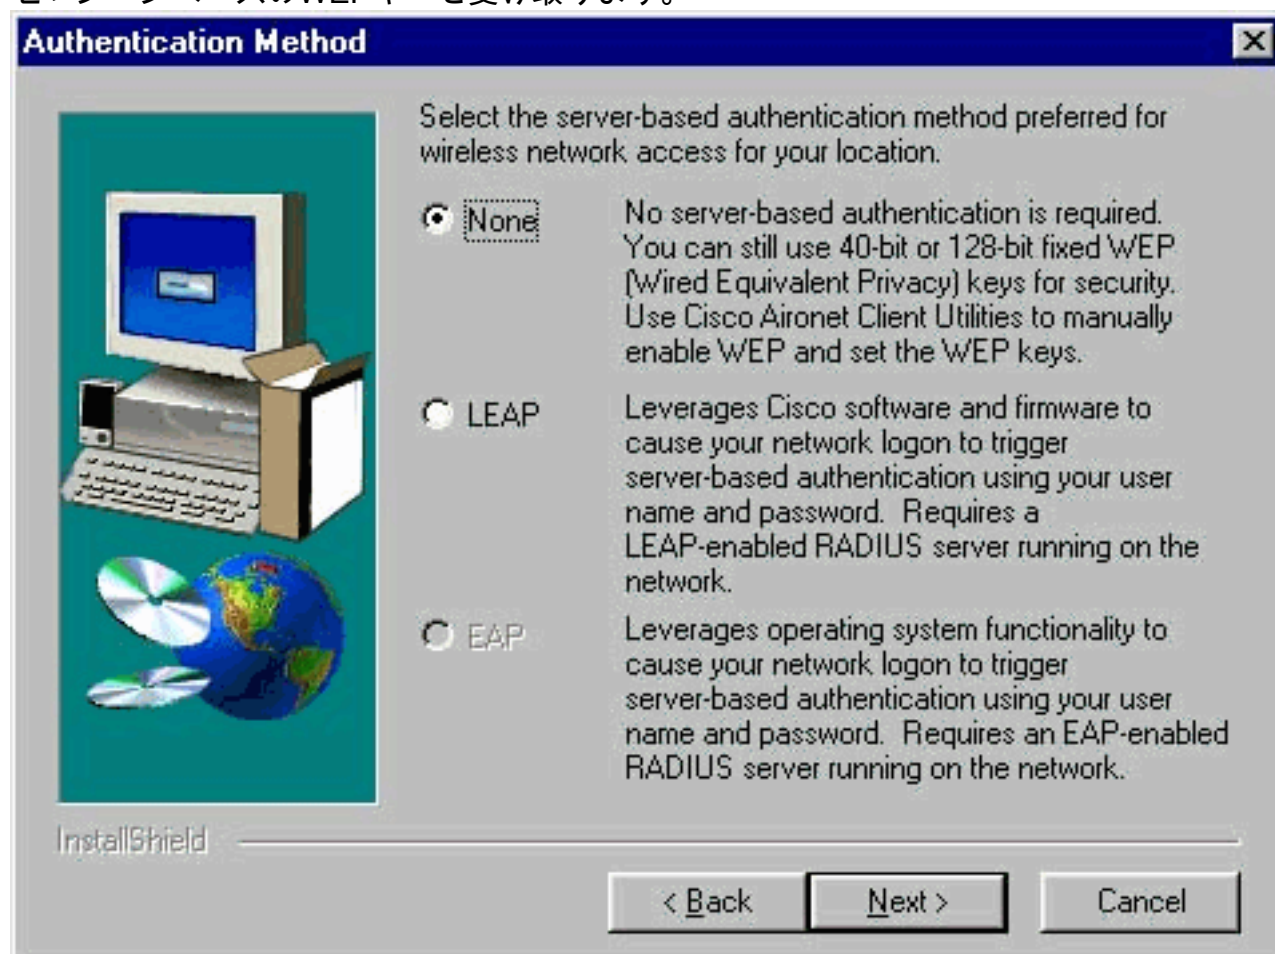 Authentication Method
Select the server-based authentication method preferred for
wireless network access for your location.
None
No server-based authentication is required.
You can still use 40-bit or 128-bit fixed WEP
(Wired Equivalent Privacy) keys for security.
Use Cisco Aironet Client Utilities to manually
enable WEP and set the WEP keys.
LEAP
Leverages Cisco software and firmware to
cause your network logon to trigger
server-based authentication using your user
name and password. Requires a
LEAP-enabled RADIUS server running on the
network.
EAP
Leverages operating system functionality to
cause your network logon to trigger
server-based authentication using your user
name and password. Requires an EAP-enabled
RADIUS server running on the network.
InstallShield
< Back
Next >
Cancel